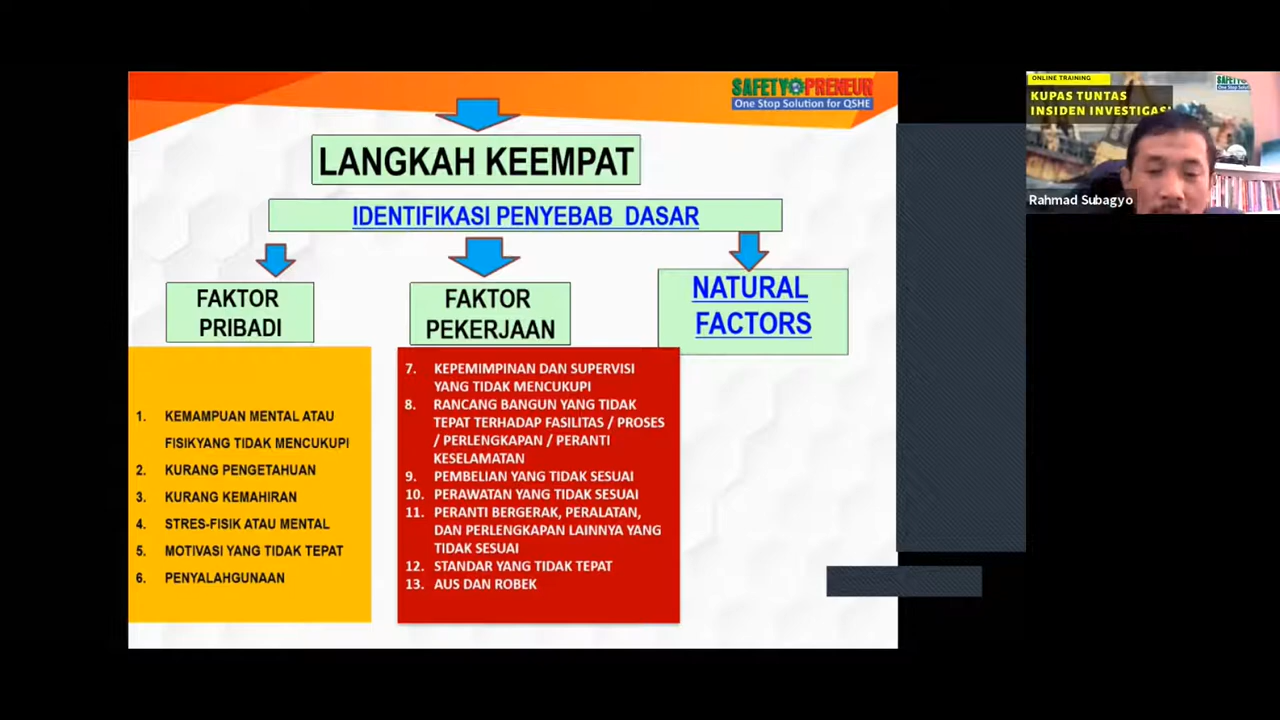 SAFETY PRENEUR
One Stop Solution for QSHE
LANGKAH KEEMPAT
IDENTIFIKASI PENYEBAB DASAR
FAKTOR
PRIBADI
FAKTOR
PEKERJAAN
NATURAL
FACTORS
1. KEMAMPUAN MENTAL ATAU
FISIKYANG TIDAK MENCUKUPI
2. KURANG PENGETAHUAN
3. KURANG KEMAHIRAN
4. STRES-FISIK ATAU MENTAL
5. MOTIVASI YANG TIDAK TEPAT
6. PENYALAHGUNAAN
7. KEPEMIMPINAN DAN SUPERVISI
YANG TIDAK MENCUKUPI
8. RANCANG BANGUN YANG TIDAK
TEPAT TERHADAP FASILITAS / PROSES
/ PERLENGKAPAN / PERANTI
KESELAMATAN
9. PEMBELIAN YANG TIDAK SESUAI
10. PERAWATAN YANG TIDAK SESUAI
11. PERANTI BERGERAK, PERALATAN,
DAN PERLENGKAPAN LAINNYA YANG
TIDAK SESUAI
12. STANDAR YANG TIDAK TEPAT
13. AUS DAN ROBEK
ONLINE TRAINING
KUPAS TUNTAS
INSIDEN INVESTIGASI
Rahmad Subagyo